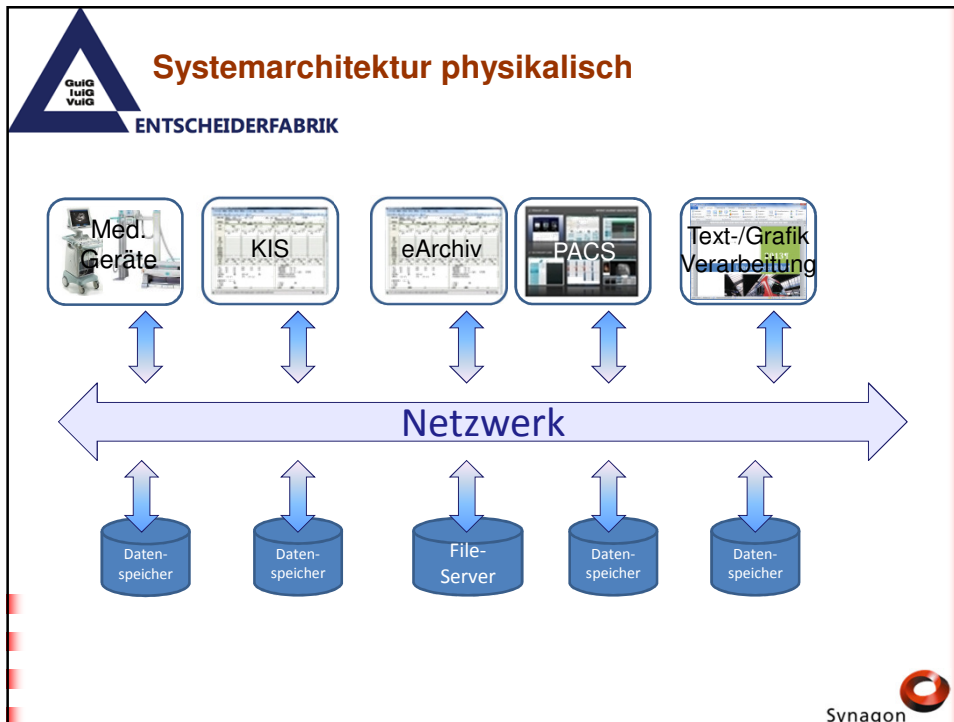 Systemarchitektur physikalisch
GuiG
IuiG
VuiG
ENTSCHEIDERFABRIK
Med.
Geräte
KIS
eArchiv
PACS
Text-/Grafik
Verarbeitung
Netzwerk
Daten-
speicher
Daten-
speicher
File-
Server
Daten-
speicher
Daten-
speicher
Synagon